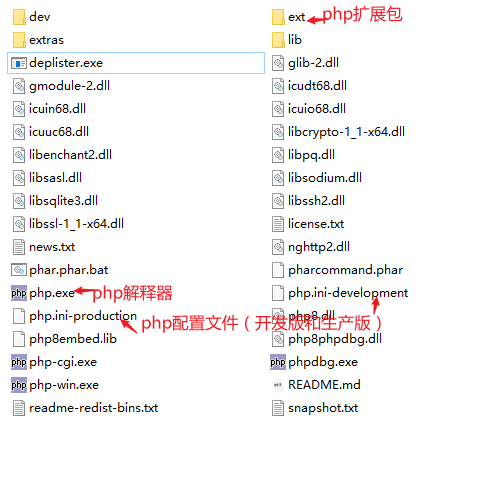 dev
ext
php扩展包
extras
lib
deplister.exe
glib-2.dll
gmodule-2.dll
icudt68.dll
icuin68.dll
icuio68.dll
icuuc68.dll
libcrypto-1_1-x64.dll
libenchant2.dll
libpq.dll
libsasl.dll
libsodium.dll
libsqlite3.dll
libssh2.dll
libssl-1_1-x64.dll
license.txt
news.txt
nghttp2.dll
phar.phar.bat
pharcommand.phar
php.exe
php解释器
php.ini-development
php.ini-production
php8.dll
php配置文件（开发版和生产版）
php8embed.lib
php8phpdbg.dll
php-cgi.exe
phpdbg.exe
php-win.exe
README.md
readme-redist-bins.txt
snapshot.txt